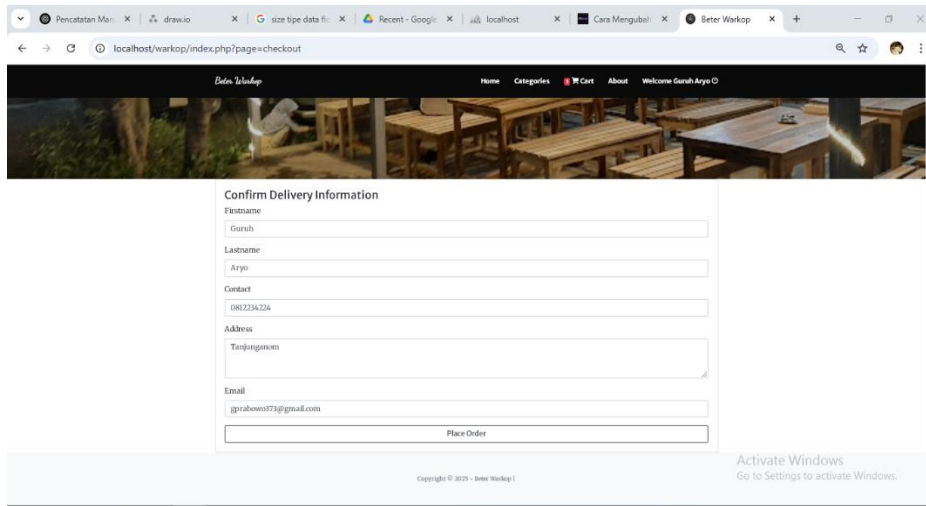 Pencatatan Man
draw.io
size tipe data flo
Recent - Google
localhost
Cara Mengubah
Beter Warkop
localhost/warkop/index.php?page=checkout
Beter Warkop
Home Categories 1 Cart About Welcome Guruh Aryo
Confirm Delivery Information
Firstname
Guruh
Lastname
Aryo
Contact
0812234224
Address
Tanjunganom
Email
gprabowo373@gmail.com
Place Order
Copyright © 2025 - Beter Warkop |
Activate Windows
Go to Settings to activate Windows.